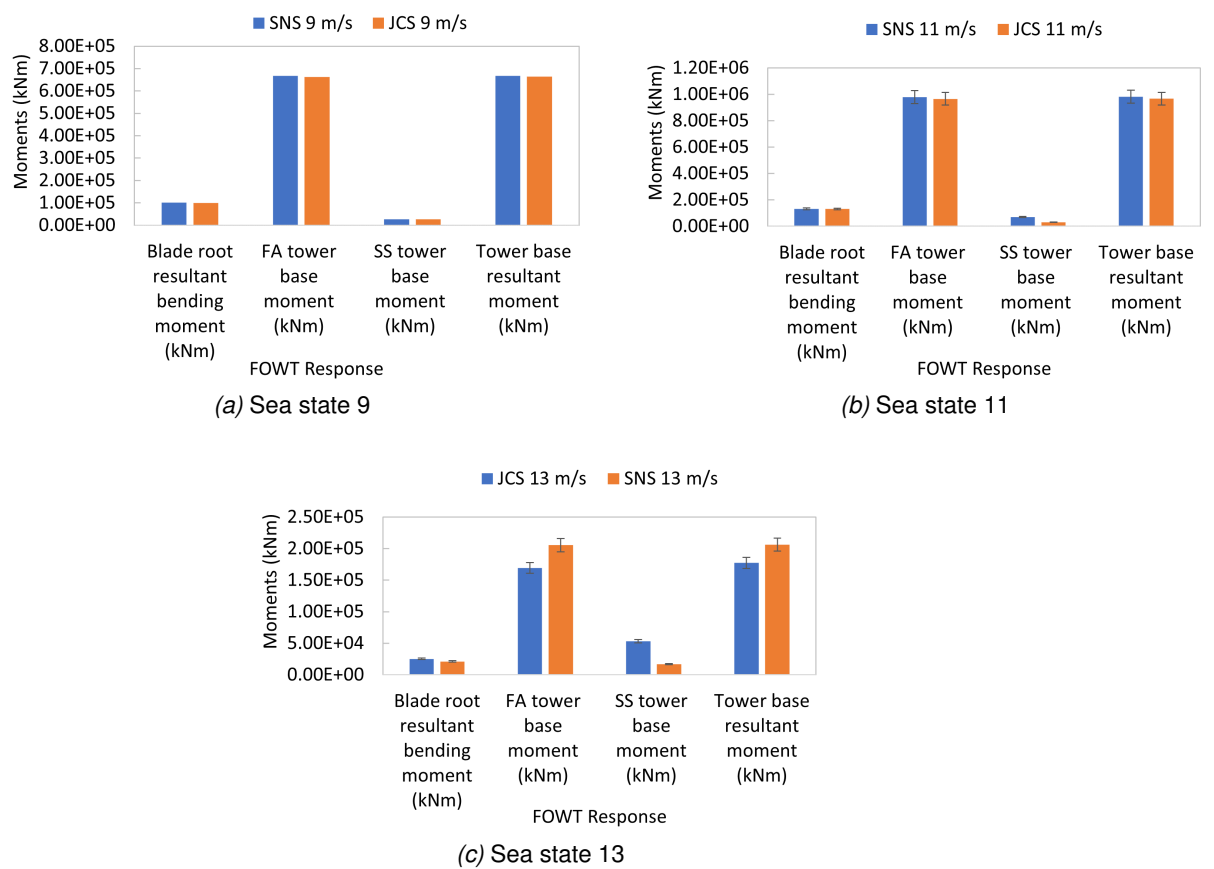 SNS 9 m/s JCS 9 m/s
8.00E+05
7.00E+05
6.00E+05
5.00E+05
4.00E+05
3.00E+05
2.00E+05
1.00E+05
0.00E+00
Moments (kNm)
Blade root FA tower SS tower Tower base
resultant base base resultant
bending moment moment moment
moment (kNm) (kNm) (kNm)
(kNm)
FOWT Response
(a) Sea state 9
SNS 11 m/s JCS 11 m/s
1.20E+06
1.00E+06
8.00E+05
6.00E+05
4.00E+05
2.00E+05
0.00E+00
Moments (kNm)
Blade root FA tower SS tower Tower base
resultant base base resultant
bending moment moment moment
moment (kNm) (kNm) (kNm)
(kNm)
FOWT Response
(b) Sea state 11
JCS 13 m/s SNS 13 m/s
2.50E+05
2.00E+05
1.50E+05
1.00E+05
5.00E+04
0.00E+00
Moments (kNm)
Blade root FA tower SS tower Tower base
resultant base base resultant
bending moment moment moment
moment (kNm) (kNm) (kNm)
(kNm)
FOWT Response
(c) Sea state 13